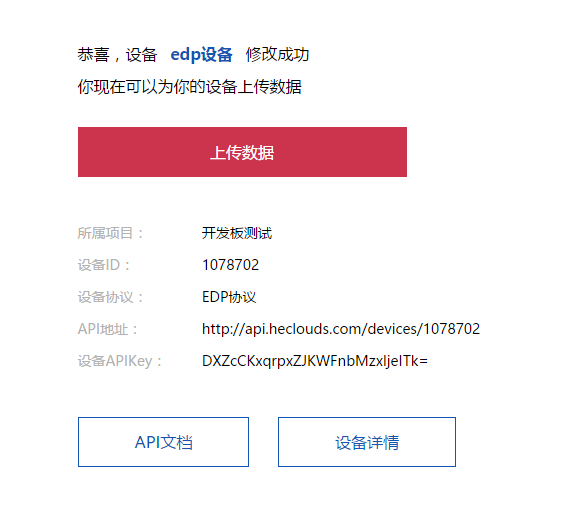 恭喜，设备 edp设备 修改成功
你现在可以为你的设备上传数据
上传数据
所属项目： 开发板测试
设备ID： 1078702
设备协议： EDP协议
API地址： http://api.heclouds.com/devices/1078702
设备APIKey： DXZcCKxqrpxZJKWFnbMzxljeITk=
API文档 设备详情